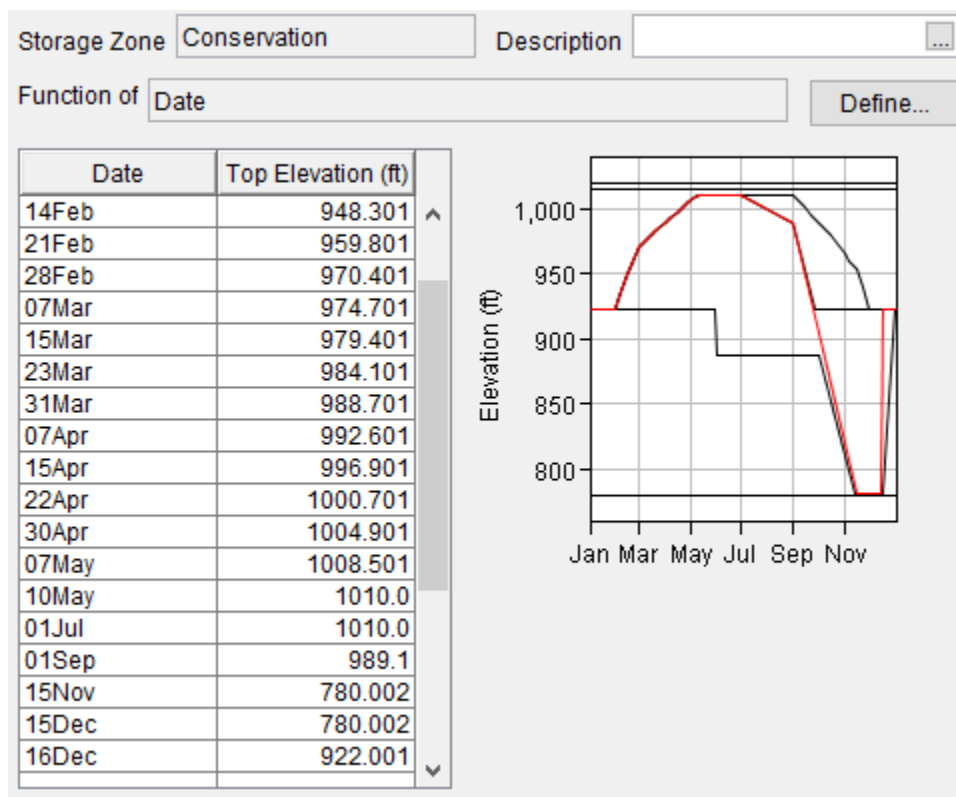 Storage Zone Conservation Description ...
Function of Date Define...
Date Top Elevation (ft)
14Feb 948.301
21Feb 959.801
28Feb 970.401
07Mar 974.701
15Mar 979.401
23Mar 984.101
31Mar 988.701
07Apr 992.601
15Apr 996.901
22Apr 1000.701
30Apr 1004.901
07May 1008.501
10May 1010.0
01Jul 1010.0
01Sep 989.1
15Nov 780.002
15Dec 780.002
16Dec 922.001
Elevation (ft)
1,000
950
900
850
800
Jan Mar May Jul Sep Nov